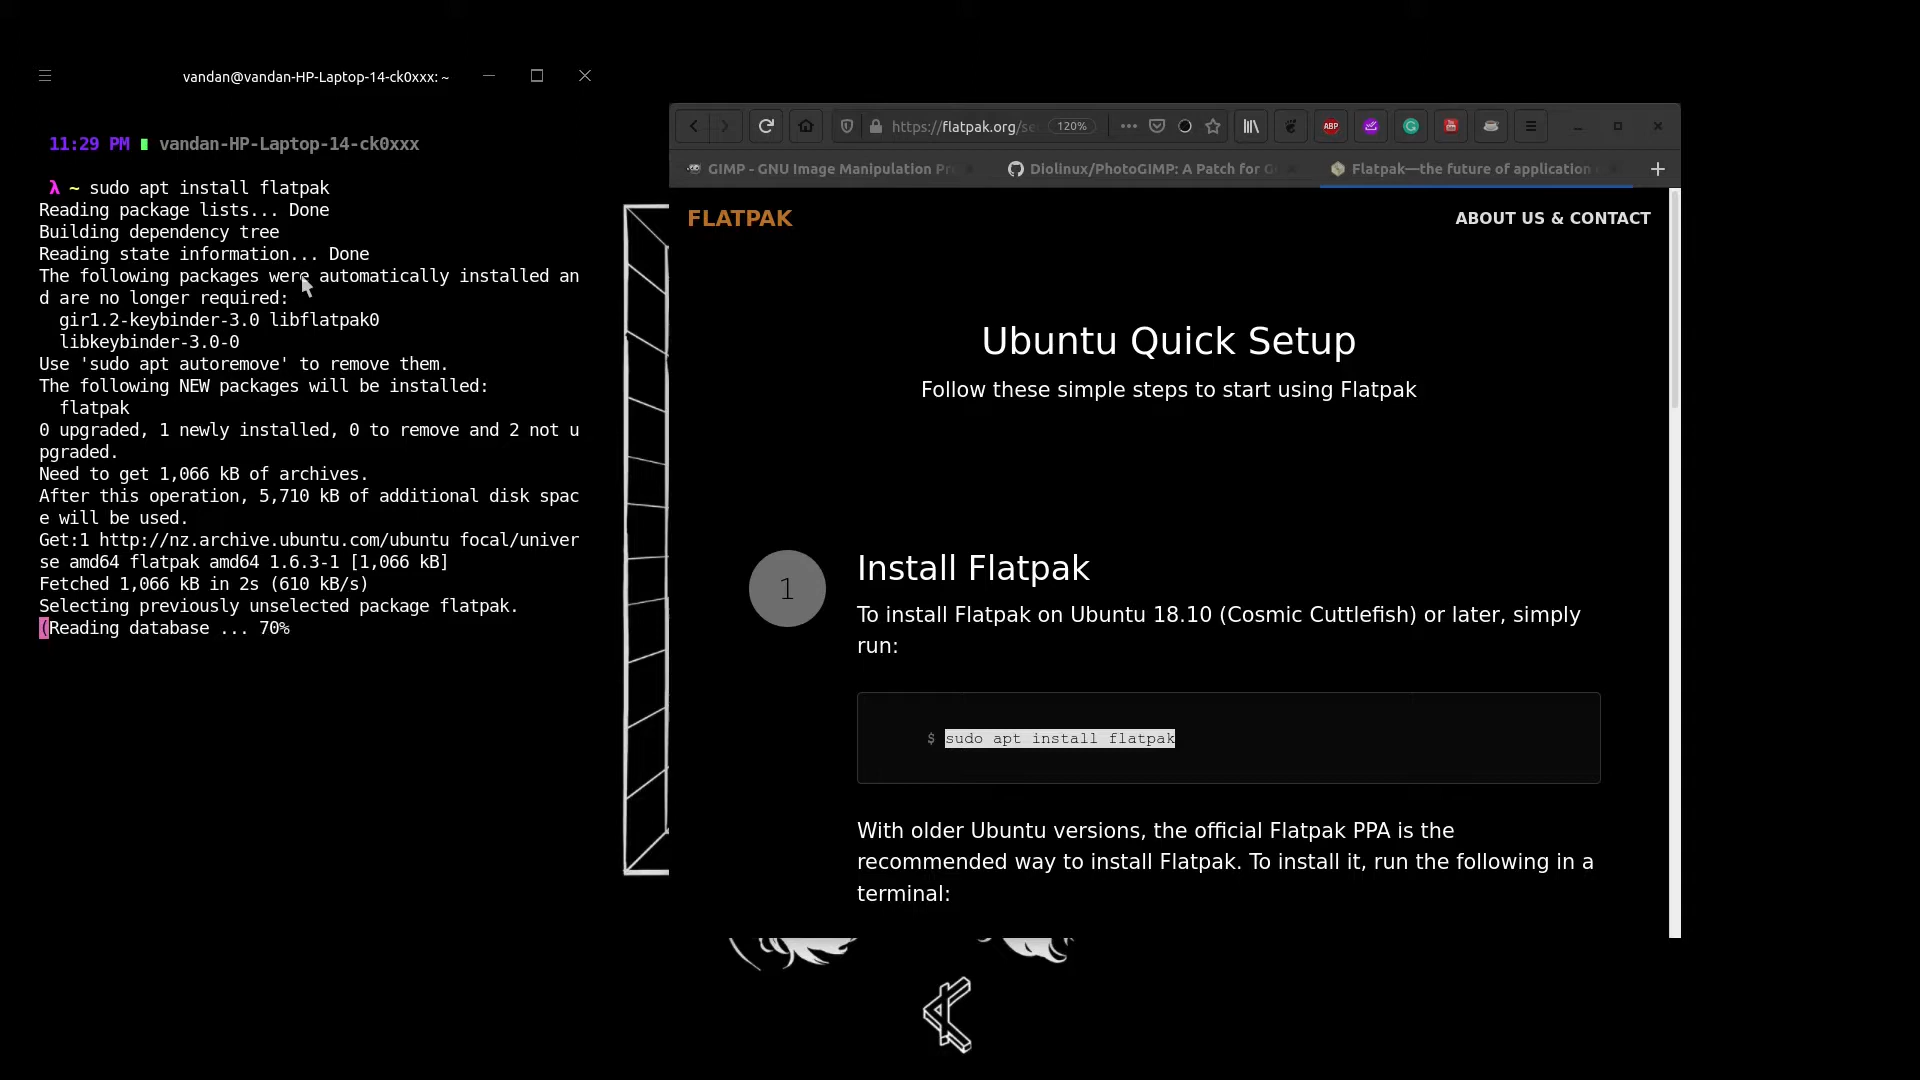 vandan@vandan-HP-Laptop-14-ck0xxx: ~
11:29 PM vandan-HP-Laptop-14-ck0xxx
λ ~ sudo apt install flatpak
Reading package lists... Done
Building dependency tree
Reading state information... Done
The following packages were automatically installed an
d are no longer required:
gir1.2-keybinder-3.0 libflatpak0
libkeybinder-3.0-0
Use 'sudo apt autoremove' to remove them.
The following NEW packages will be installed:
flatpak
0 upgraded, 1 newly installed, 0 to remove and 2 not u
pgraded.
Need to get 1,066 kB of archives.
After this operation, 5,710 kB of additional disk spac
e will be used.
Get:1 http://nz.archive.ubuntu.com/ubuntu focal/univer
se amd64 flatpak amd64 1.6.3-1 [1,066 kB]
Fetched 1,066 kB in 2s (610 kB/s)
Selecting previously unselected package flatpak.
(Reading database ... 70%
https://flatpak.org/se 120% ABP
GIMP - GNU Image Manipulation Pr
Diolinux/PhotoGIMP: A Patch for G
Flatpak—the future of application
FLATPAK
ABOUT US & CONTACT
Ubuntu Quick Setup
Follow these simple steps to start using Flatpak
1
Install Flatpak
To install Flatpak on Ubuntu 18.10 (Cosmic Cuttlefish) or later, simply
run:
$ sudo apt install flatpak
With older Ubuntu versions, the official Flatpak PPA is the
recommended way to install Flatpak. To install it, run the following in a
terminal: